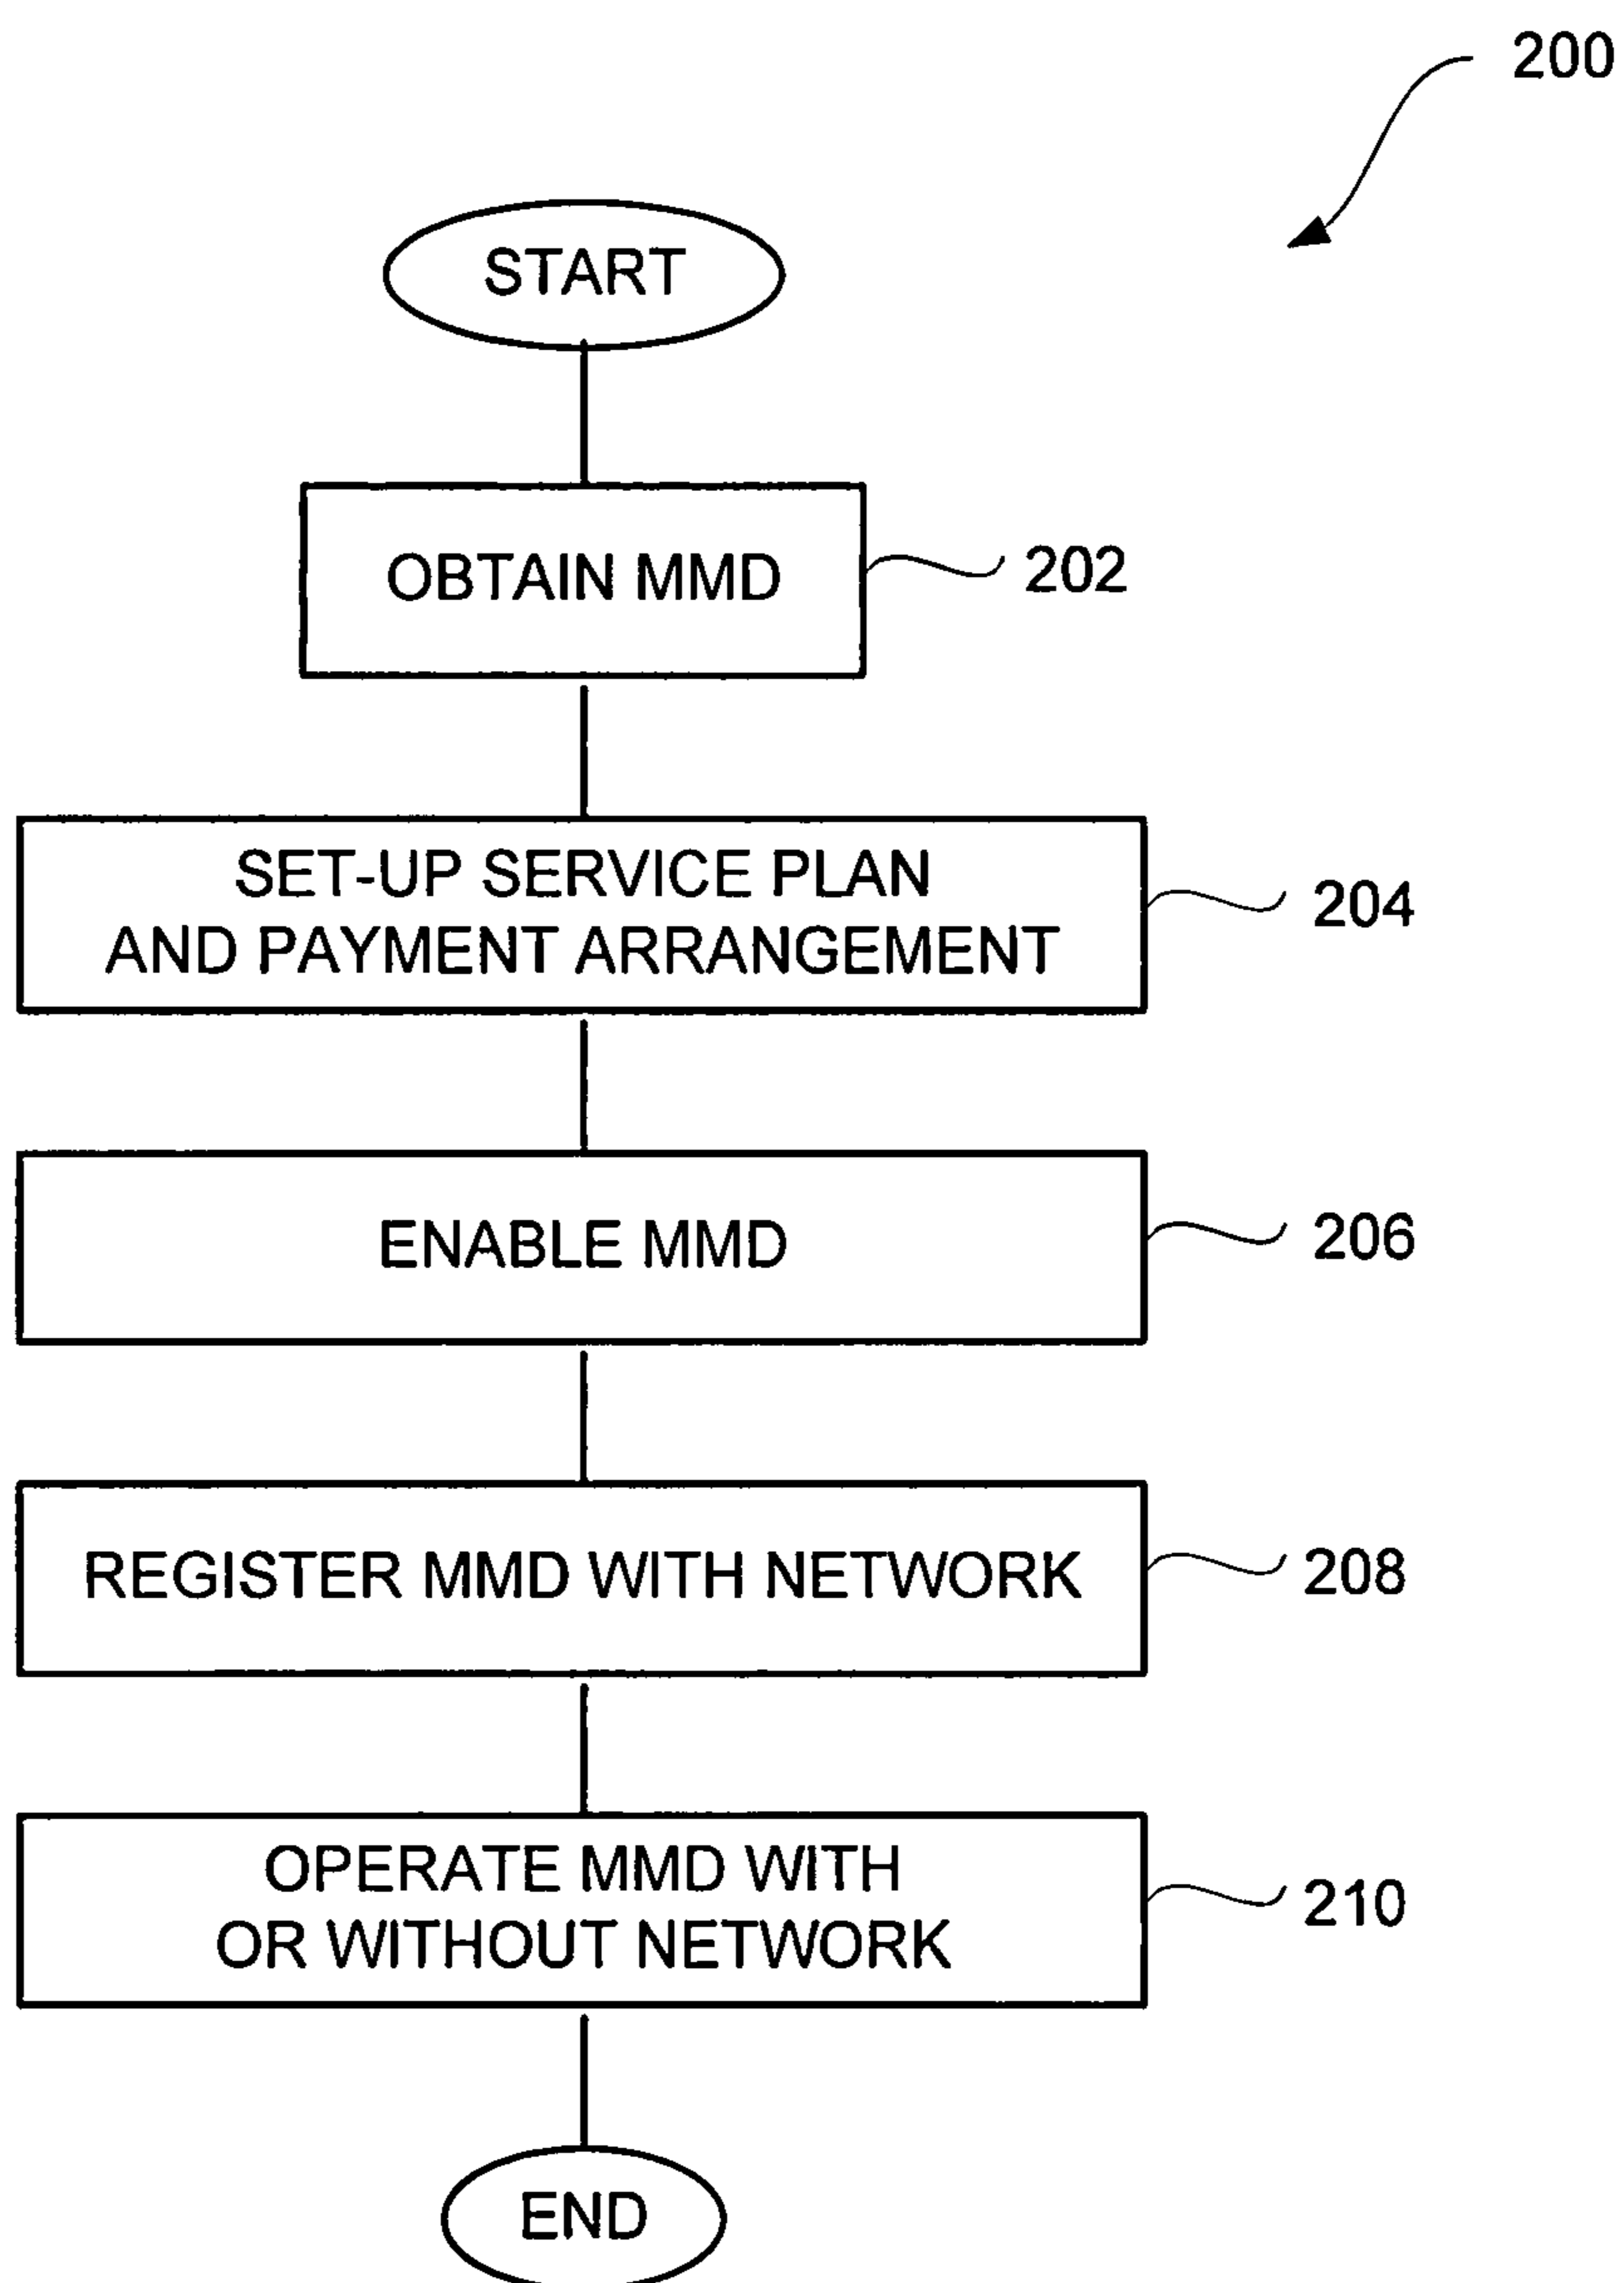 200
START
OBTAIN MMD
202
SET-UP SERVICE PLAN
AND PAYMENT ARRANGEMENT
204
ENABLE MMD
206
REGISTER MMD WITH NETWORK
208
OPERATE MMD WITH
OR WITHOUT NETWORK
210
END